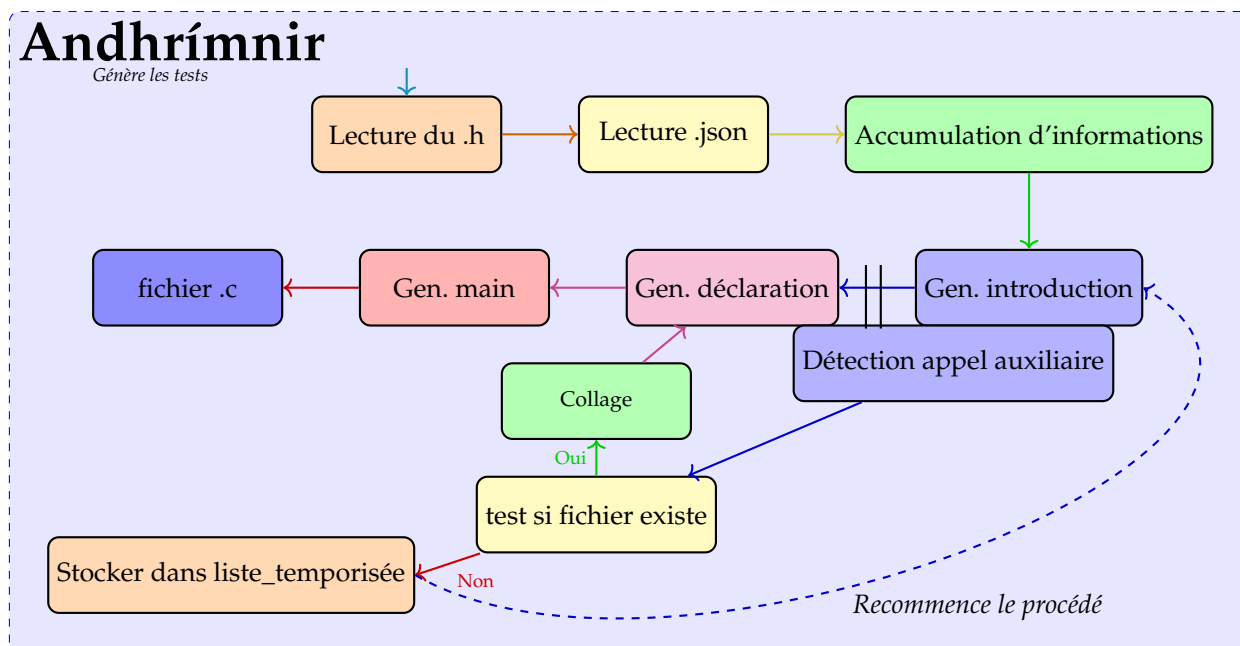 Andhrímnir
Génère les tests
Lecture du .h
Lecture .json
Accumulation d'informations
fichier .c
Gen. main
Gen. déclaration
Gen. introduction
Détection appel auxiliaire
Collage
Oui
test si fichier existe
Stocker dans liste_temporisée
Non
Recommence le procédé